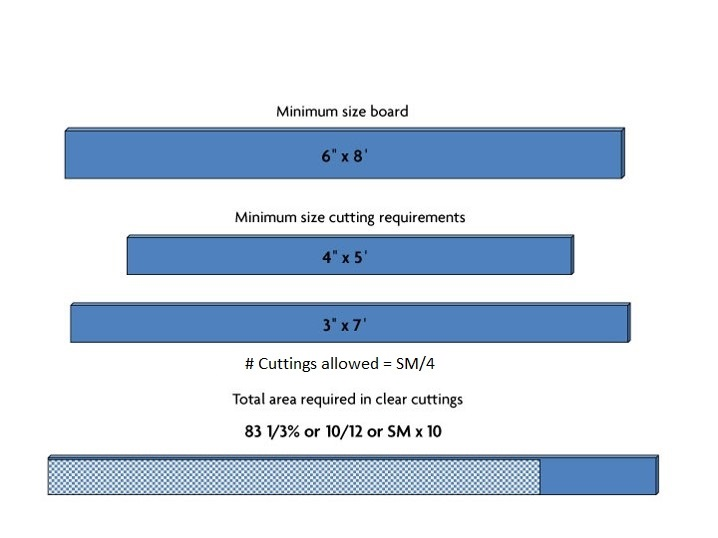 Minimum size board
6" x 8'
Minimum size cutting requirements
4" x 5'
3" x 7'
# Cuttings allowed = SM/4
Total area required in clear cuttings
83 1/3% or 10/12 or SM x 10